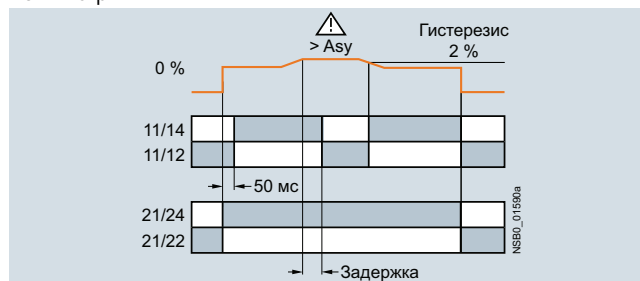 > Asy
Гистерезис
2 %
0 %
11/14
11/12
50 мс
21/24
21/22
Задержка
NSB0_01590a